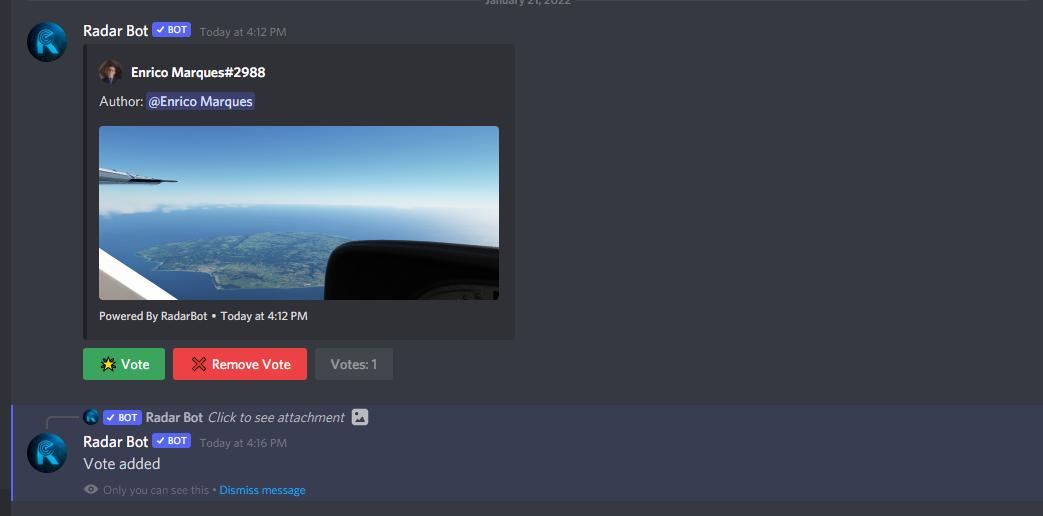 January 21, 2022
Radar Bot ✓ BOT Today at 4:12 PM
Enrico Marques#2988
Author: @Enrico Marques
Powered By RadarBot • Today at 4:12 PM
Vote Remove Vote Votes: 1
✓ BOT Radar Bot Click to see attachment
Radar Bot ✓ BOT Today at 4:16 PM
Vote added
Only you can see this • Dismiss message